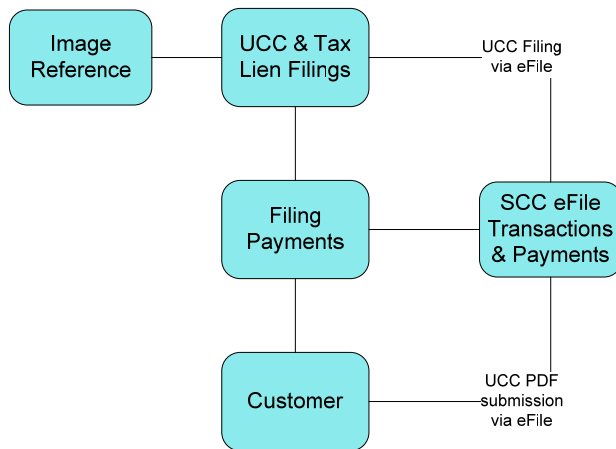 Image
Reference
UCC & Tax
Lien Filings
UCC Filing
via eFile
Filing
Payments
SCC eFile
Transactions
& Payments
Customer
UCC PDF
submission
via eFile